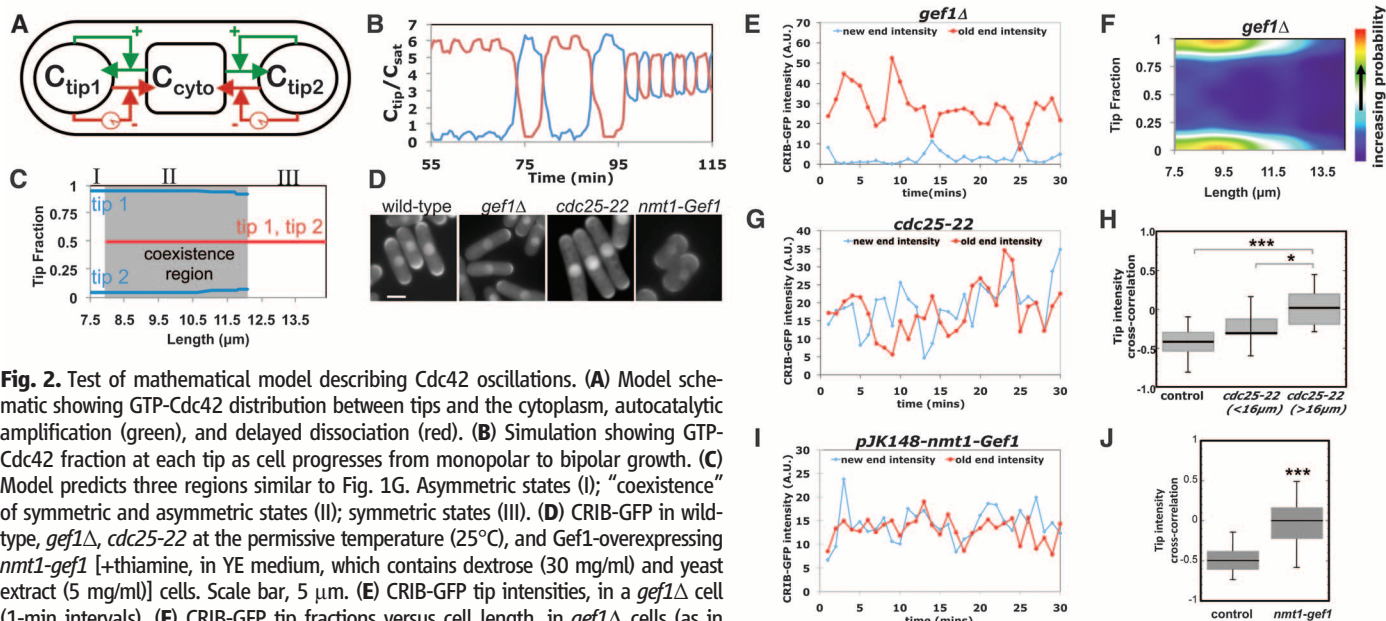 A
C_tip1
C_cyto
C_tip2
+
+
-
-
B
C_tip/C_sat
7
6
5
4
3
2
1
0
55
75
95
115
Time (min)
C
I
II
III
Tip Fraction
1
0.75
0.5
0.25
0
tip 1
tip 1, tip 2
coexistence
region
tip 2
7.5
8.5
9.5
10.5
11.5
12.5
13.5
Length (µm)
D
wild-type
gef1Δ
cdc25-22
nmt1-Gef1
Fig. 2. Test of mathematical model describing Cdc42 oscillations. (A) Model sche-
matic showing GTP-Cdc42 distribution between tips and the cytoplasm, autocatalytic
amplification (green), and delayed dissociation (red). (B) Simulation showing GTP-
Cdc42 fraction at each tip as cell progresses from monopolar to bipolar growth. (C)
Model predicts three regions similar to Fig. 1G. Asymmetric states (I); "coexistence"
of symmetric and asymmetric states (II); symmetric states (III). (D) CRIB-GFP in wild-
type, gef1Δ, cdc25-22 at the permissive temperature (25°C), and Gef1-overexpressing
nmt1-gef1 [+thiamine, in YE medium, which contains dextrose (30 mg/ml) and yeast
extract (5 mg/ml)] cells. Scale bar, 5 µm. (E) CRIB-GFP tip intensities, in a gef1Δ cell
(1-min intervals). (F) CRIB-GFP tip fractions versus cell length, in gef1Δ cells (as in
E
gef1Δ
new end intensity
old end intensity
CRIB-GFP intensity (A.U.)
70
60
50
40
30
20
10
0
0
5
10
15
20
25
30
time(mins)
F
gef1Δ
Tip Fraction
1
0.75
0.5
0.25
0
7.5
9.5
11.5
13.5
Length (µm)
increasing probability
G
cdc25-22
new end intensity
old end intensity
CRIB-GFP intensity (A.U.)
40
35
30
25
20
15
10
5
0
0
5
10
15
20
25
30
time (mins)
H
Tip intensity
cross-correlation
1.0
0.5
0
-0.5
-1.0
***
*
control
cdc25-22
(<16µm)
cdc25-22
(>16µm)
I
pJK148-nmt1-Gef1
new end intensity
old end intensity
CRIB-GFP intensity (A.U.)
30
25
20
15
10
5
0
0
5
10
15
20
25
30
time (mins)
J
Tip intensity
cross-correlation
1
0.5
0
-0.5
-1
***
control
nmt1-gef1